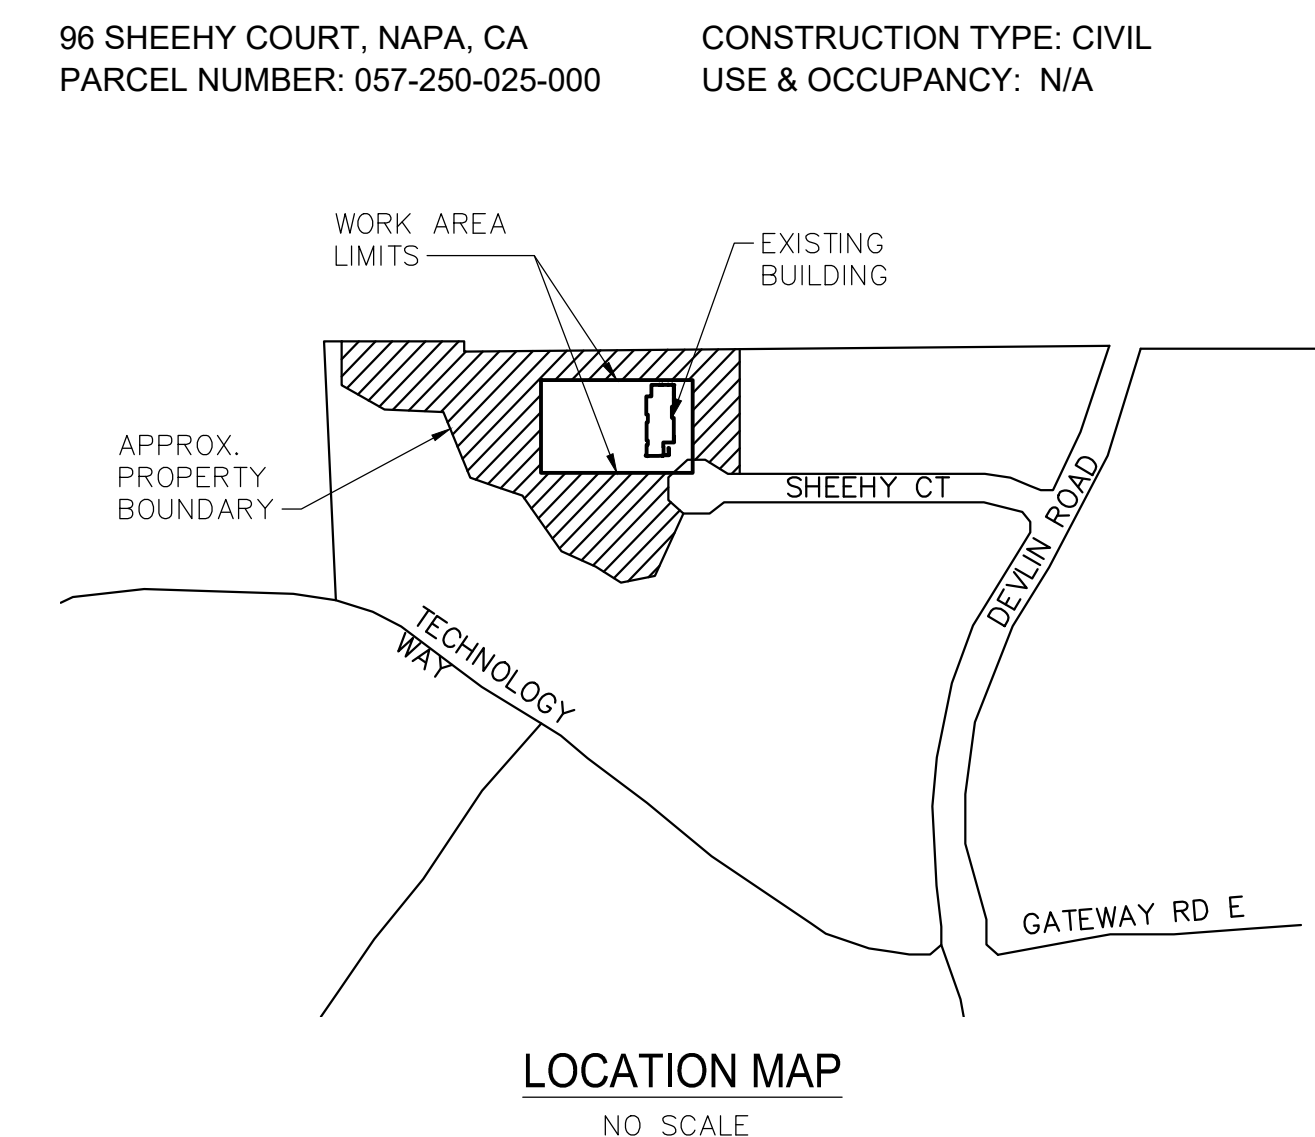 96 SHEEHY COURT, NAPA, CA
PARCEL NUMBER: 057-250-025-000
CONSTRUCTION TYPE: CIVIL
USE & OCCUPANCY: N/A
WORK AREA
LIMITS
EXISTING
BUILDING
APPROX.
PROPERTY
BOUNDARY
SHEEHY CT
DEVLIN ROAD
TECHNOLOGY
WAY
GATEWAY RD E
LOCATION MAP
NO SCALE